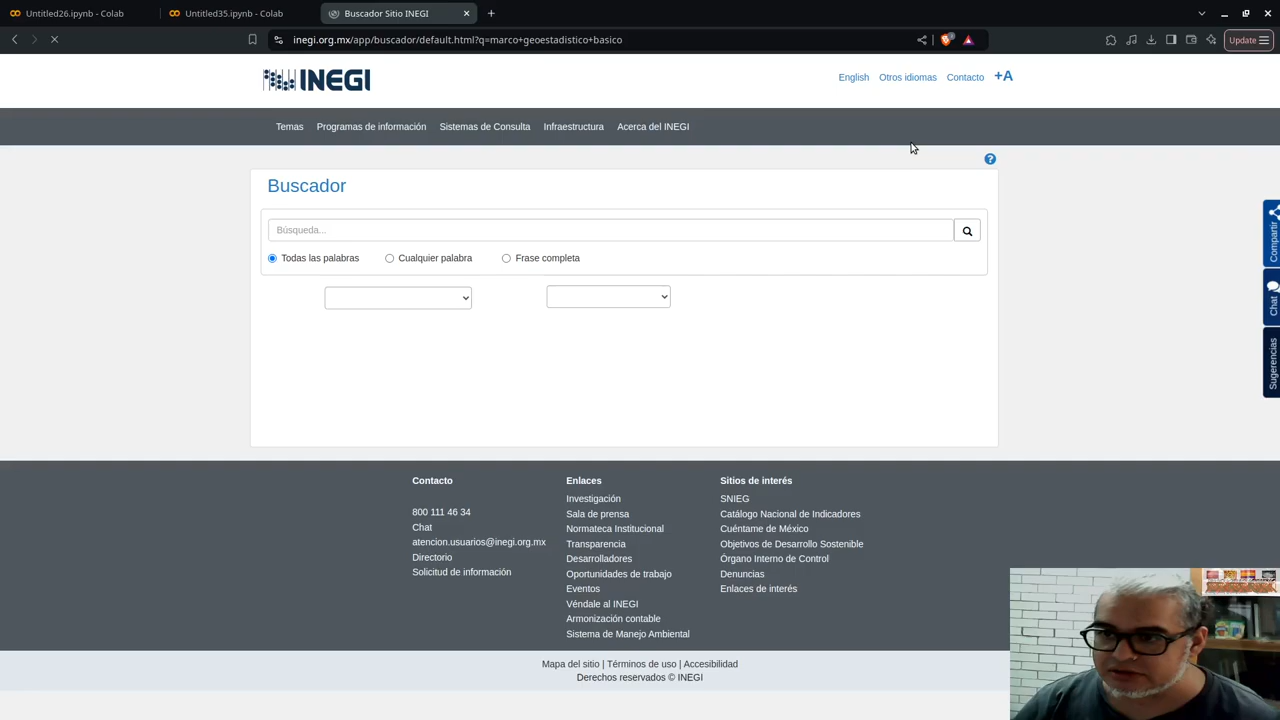 Untitled26.ipynb - Colab
Untitled35.ipynb - Colab
Buscador Sitio INEGI
inegi.org.mx/app/buscador/default.html?q=marco+geoestadistico+basico
Update
INEGI
English
Otros idiomas
Contacto
+A
Temas
Programas de información
Sistemas de Consulta
Infraestructura
Acerca del INEGI
?
Buscador
Búsqueda...
Todas las palabras
Cualquier palabra
Frase completa
Compartir
Chat
Sugerencias
Contacto
800 111 46 34
Chat
atencion.usuarios@inegi.org.mx
Directorio
Solicitud de información
Enlaces
Investigación
Sala de prensa
Normateca Institucional
Transparencia
Desarrolladores
Oportunidades de trabajo
Eventos
Véndale al INEGI
Armonización contable
Sistema de Manejo Ambiental
Sitios de interés
SNIEG
Catálogo Nacional de Indicadores
Cuéntame de México
Objetivos de Desarrollo Sostenible
Órgano Interno de Control
Denuncias
Enlaces de interés
Mapa del sitio | Términos de uso | Accesibilidad
Derechos reservados © INEGI